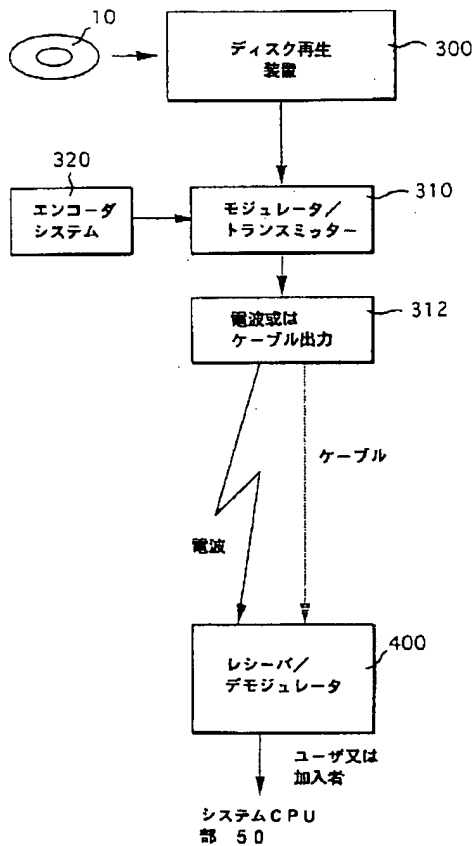 10
ディスク再生
装置
300
320
エンコーダ
システム
モジュレータ/
トランスミッター
310
電波或は
ケーブル出力
312
ケーブル
電波
レシーバ/
デモジュレータ
400
ユーザ又は
加入者
システムCPU
部 50